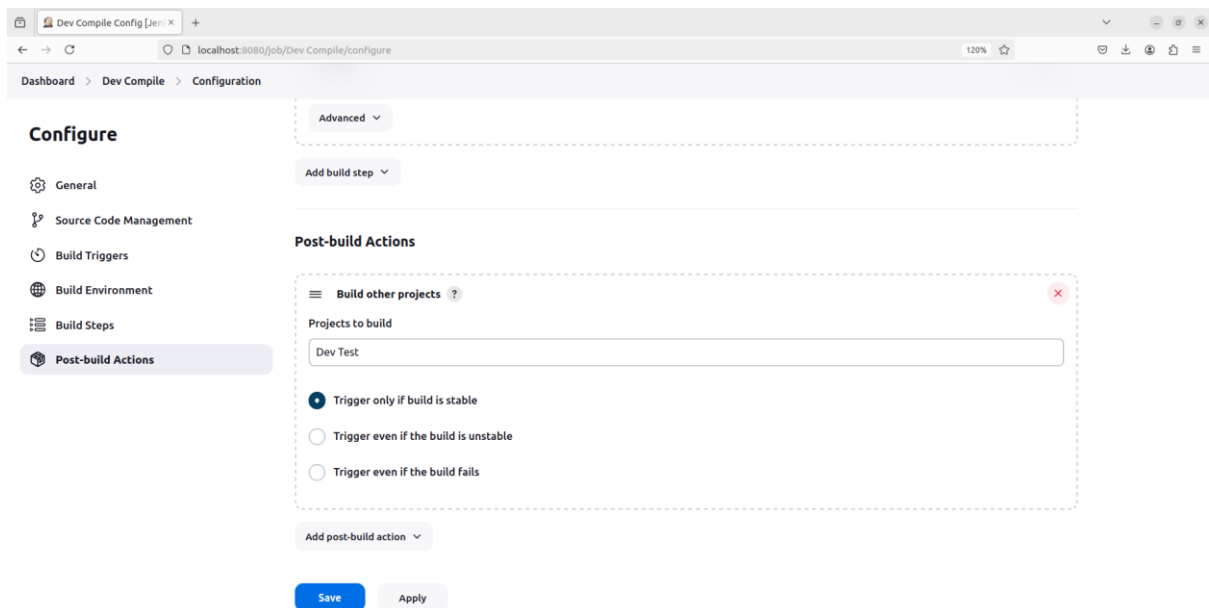 Dev Compile Config [Jen
localhost:8080/job/Dev Compile/configure
120%
Dashboard > Dev Compile > Configuration
Configure
General
Source Code Management
Build Triggers
Build Environment
Build Steps
Post-build Actions
Advanced
Add build step
Post-build Actions
Build other projects ?
Projects to build
Dev Test
Trigger only if build is stable
Trigger even if the build is unstable
Trigger even if the build fails
Add post-build action
Save Apply